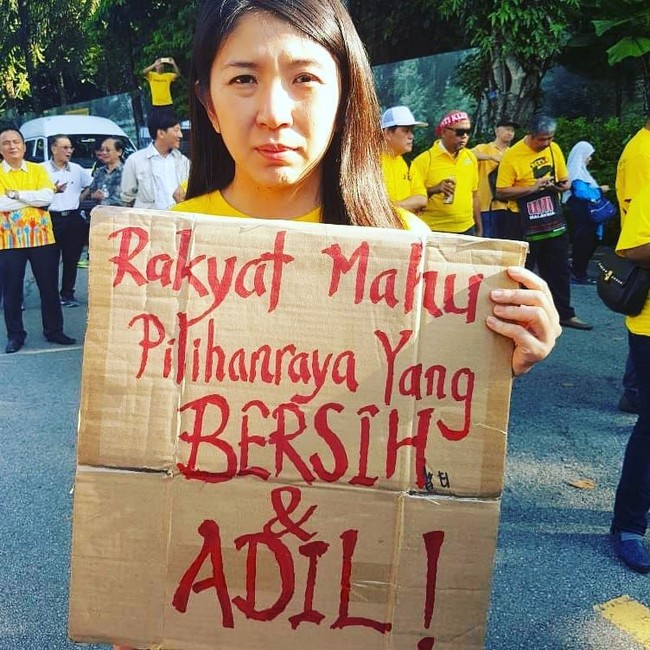 Rakyat Mahu
Pilihanraya Yang
BERSIH
&
ADIL!